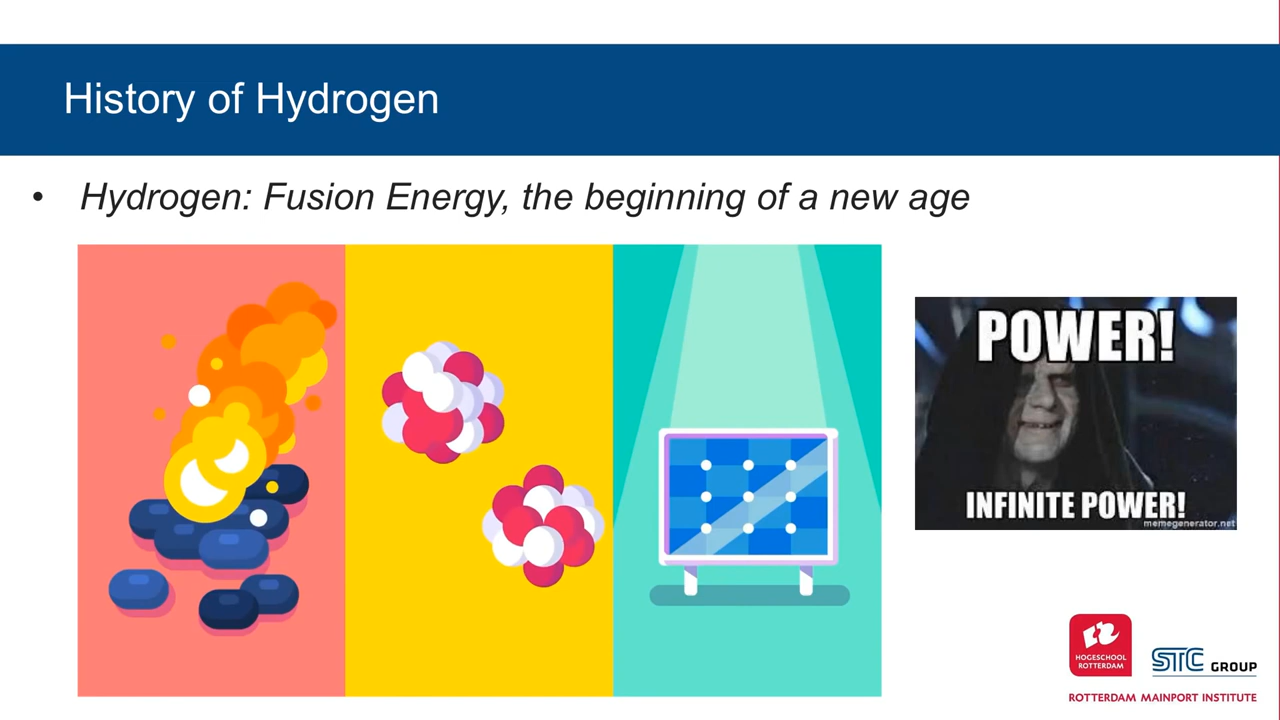 History of Hydrogen
• Hydrogen: Fusion Energy, the beginning of a new age
POWER!
INFINITE POWER!
memegenerator.net
HOGESCHOOL
ROTTERDAM
STC GROUP
ROTTERDAM MAINPORT INSTITUTE